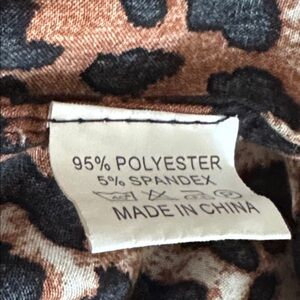 95% POLYESTER
5% SPANDEX
MADE IN CHINA